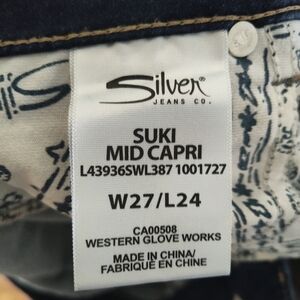 Silver®
JEANS CO.
SUKI
MID CAPRI
L43936SWL387 1001727
W27/L24
CA00508
WESTERN GLOVE WORKS
MADE IN CHINA/
FABRIQUÉ EN CHINE